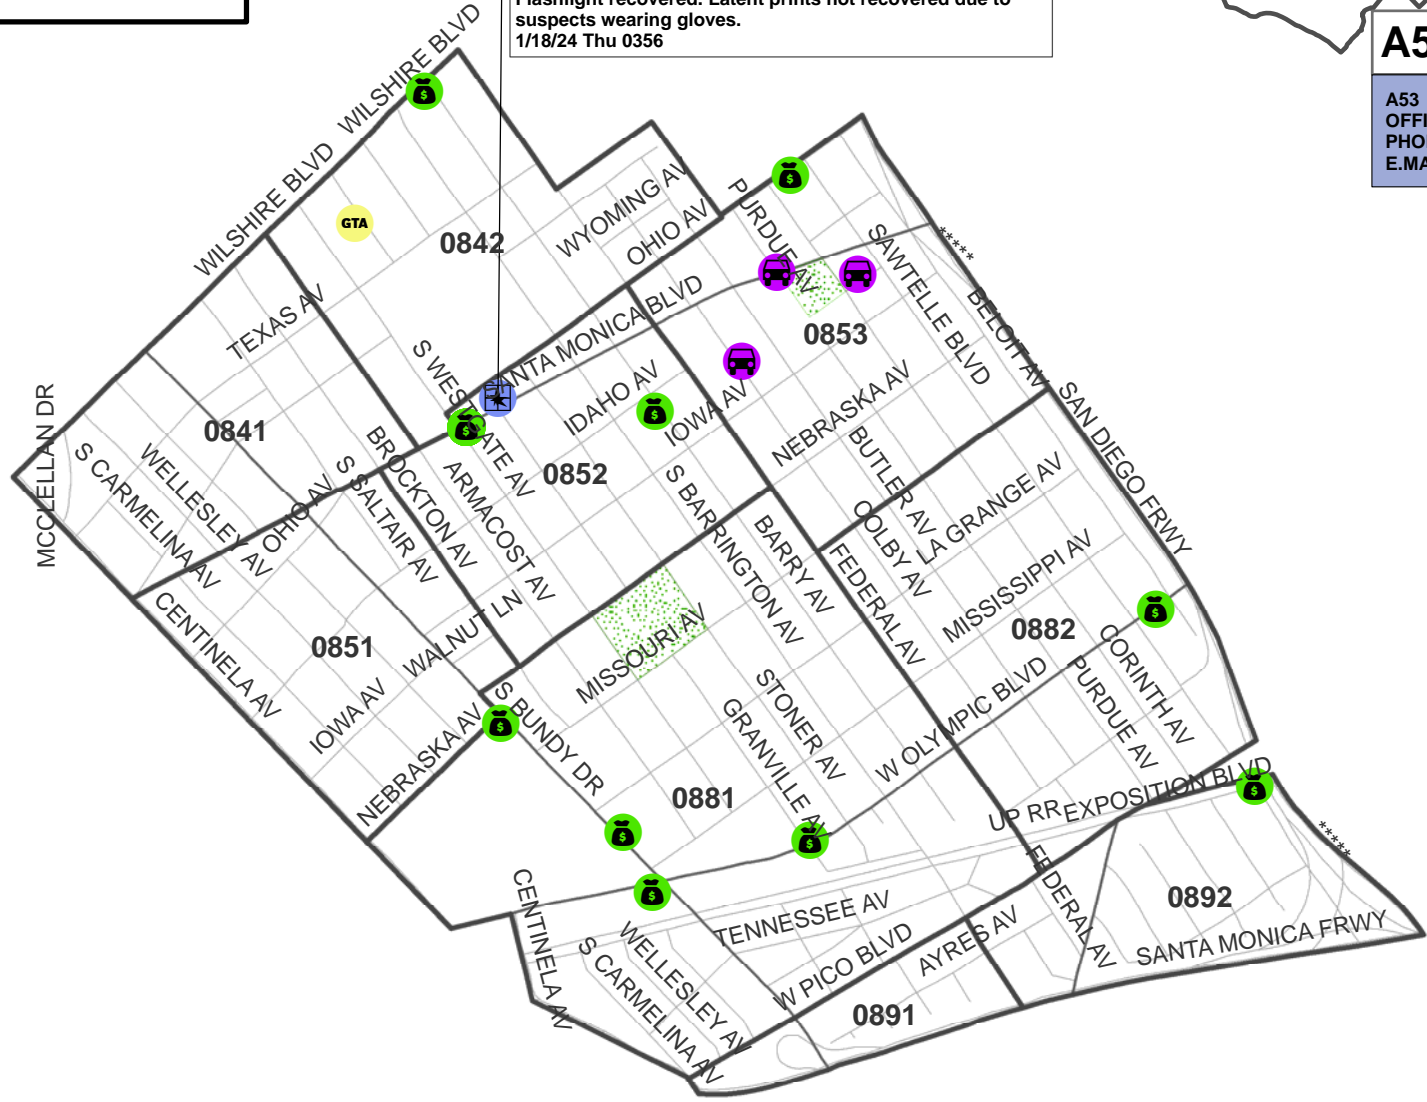 suspects wearing gloves.
1/18/24 Thu 0356
A53
WILSHIRE BLVD
WILSHIRE BLVD
GTA
0842
WYOMING AV
OHIO AV
PURDUE AV
SAWTELLE BLVD
*****
BELOIT AV
TEXAS AV
SANTA MONICA BLVD
0853
S WESTGATE AV
IDAHO AV
IOWA AV
NEBRASKA AV
SAN DIEGO FRWY
MCCLELLAN DR
0841
S CARMELINA AV
WELLESLEY AV
OHIO AV
S SALTAIR AV
BROCKTON AV
ARMACOST AV
0852
S BARRINGTON AV
BARRY AV
BUTLER AV
COLBY AV
LA GRANGE AV
FEDERAL AV
MISSISSIPPI AV
CENTINELA AV
0851
WALNUT LN
IOWA AV
MISSOURI AV
0882
CORINTH AV
PURDUE AV
NEBRASKA AV
S BUNDY DR
STONER AV
GRANVILLE AV
W OLYMPIC BLVD
0881
UP RR
EXPOSITION BLVD
*****
CENTINELA AV
WELLESLEY AV
S CARMELINA AV
TENNESSEE AV
W PICO BLVD
AYRES AV
FEDERAL AV
0892
SANTA MONICA FRWY
0891